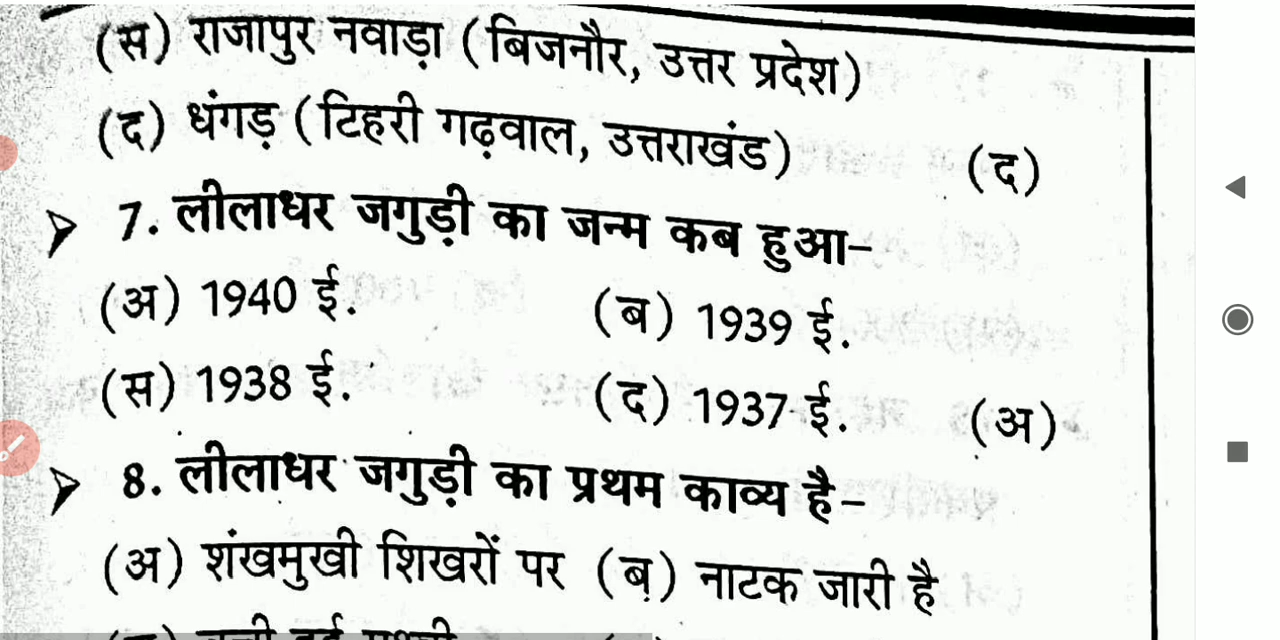 (स) राजापुर नवाड़ा (बिजनौर, उत्तर प्रदेश)
(द) धंगड़ (टिहरी गढ़वाल, उत्तराखंड) (द)
7. लीलाधर जगुड़ी का जन्म कब हुआ–
(अ) 1940 ई. (ब) 1939 ई.
(स) 1938 ई. (द) 1937 ई. (अ)
8. लीलाधर जगुड़ी का प्रथम काव्य है–
(अ) शंखमुखी शिखरों पर (ब) नाटक जारी है